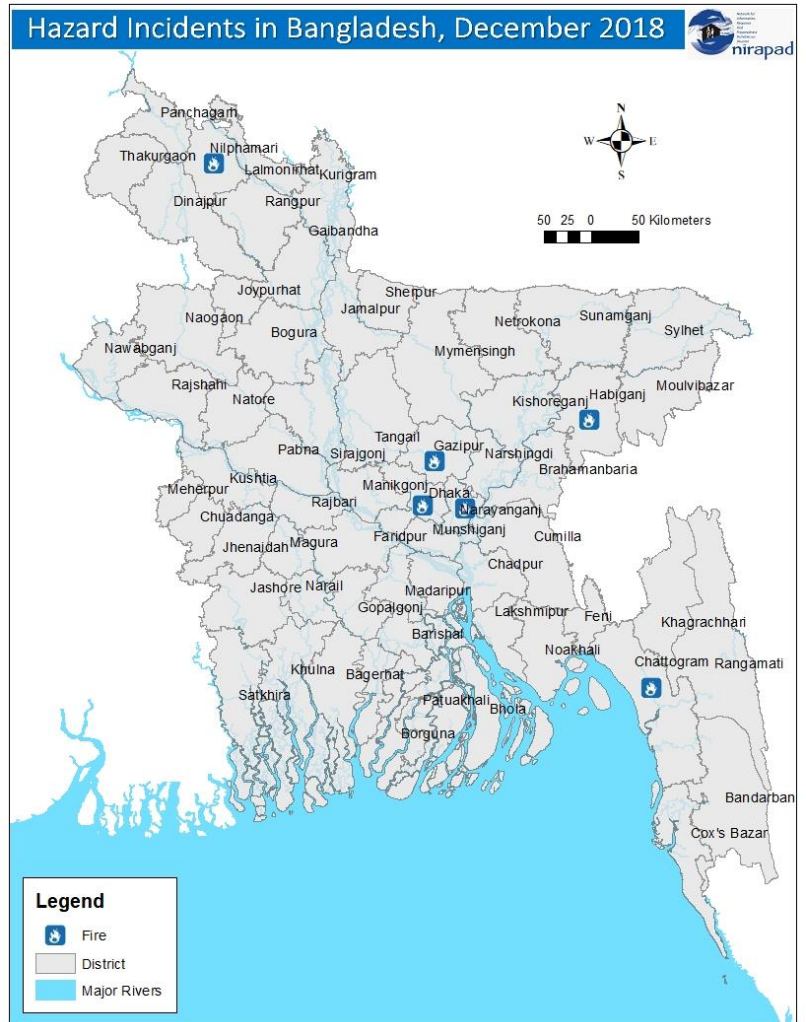 Hazard Incidents in Bangladesh, December 2018
nirapad
N
W
E
S
50 25 0 50 Kilometers
Panchagarh
Thakurgaon
Nilphamari
Lalmonirhat
Kurigram
Dinajpur
Rangpur
Gaibandha
Joypurhat
Sherpur
Jamalpur
Naogaon
Bogura
Netrokona
Sunamganj
Sylhet
Nawabganj
Mymensingh
Rajshahi
Natore
Kishoreganj
Habiganj
Moulvibazar
Tangail
Gazipur
Pabna
Sirajgonj
Narshingdi
Brahamanbaria
Kushtia
Meherpur
Manikgonj
Dhaka
Rajbari
Narayanganj
Chuadanga
Faridpur
Munshiganj
Cumilla
Jhenaidah
Magura
Chadpur
Jashore
Narail
Madaripur
Gopalgonj
Lakshmipur
Feni
Khagrachhari
Barishal
Noakhali
Chattogram
Rangamati
Khulna
Bagerhat
Satkhira
Patuakhali
Bhola
Borguna
Bandarban
Cox's Bazar
Legend
Fire
District
Major Rivers